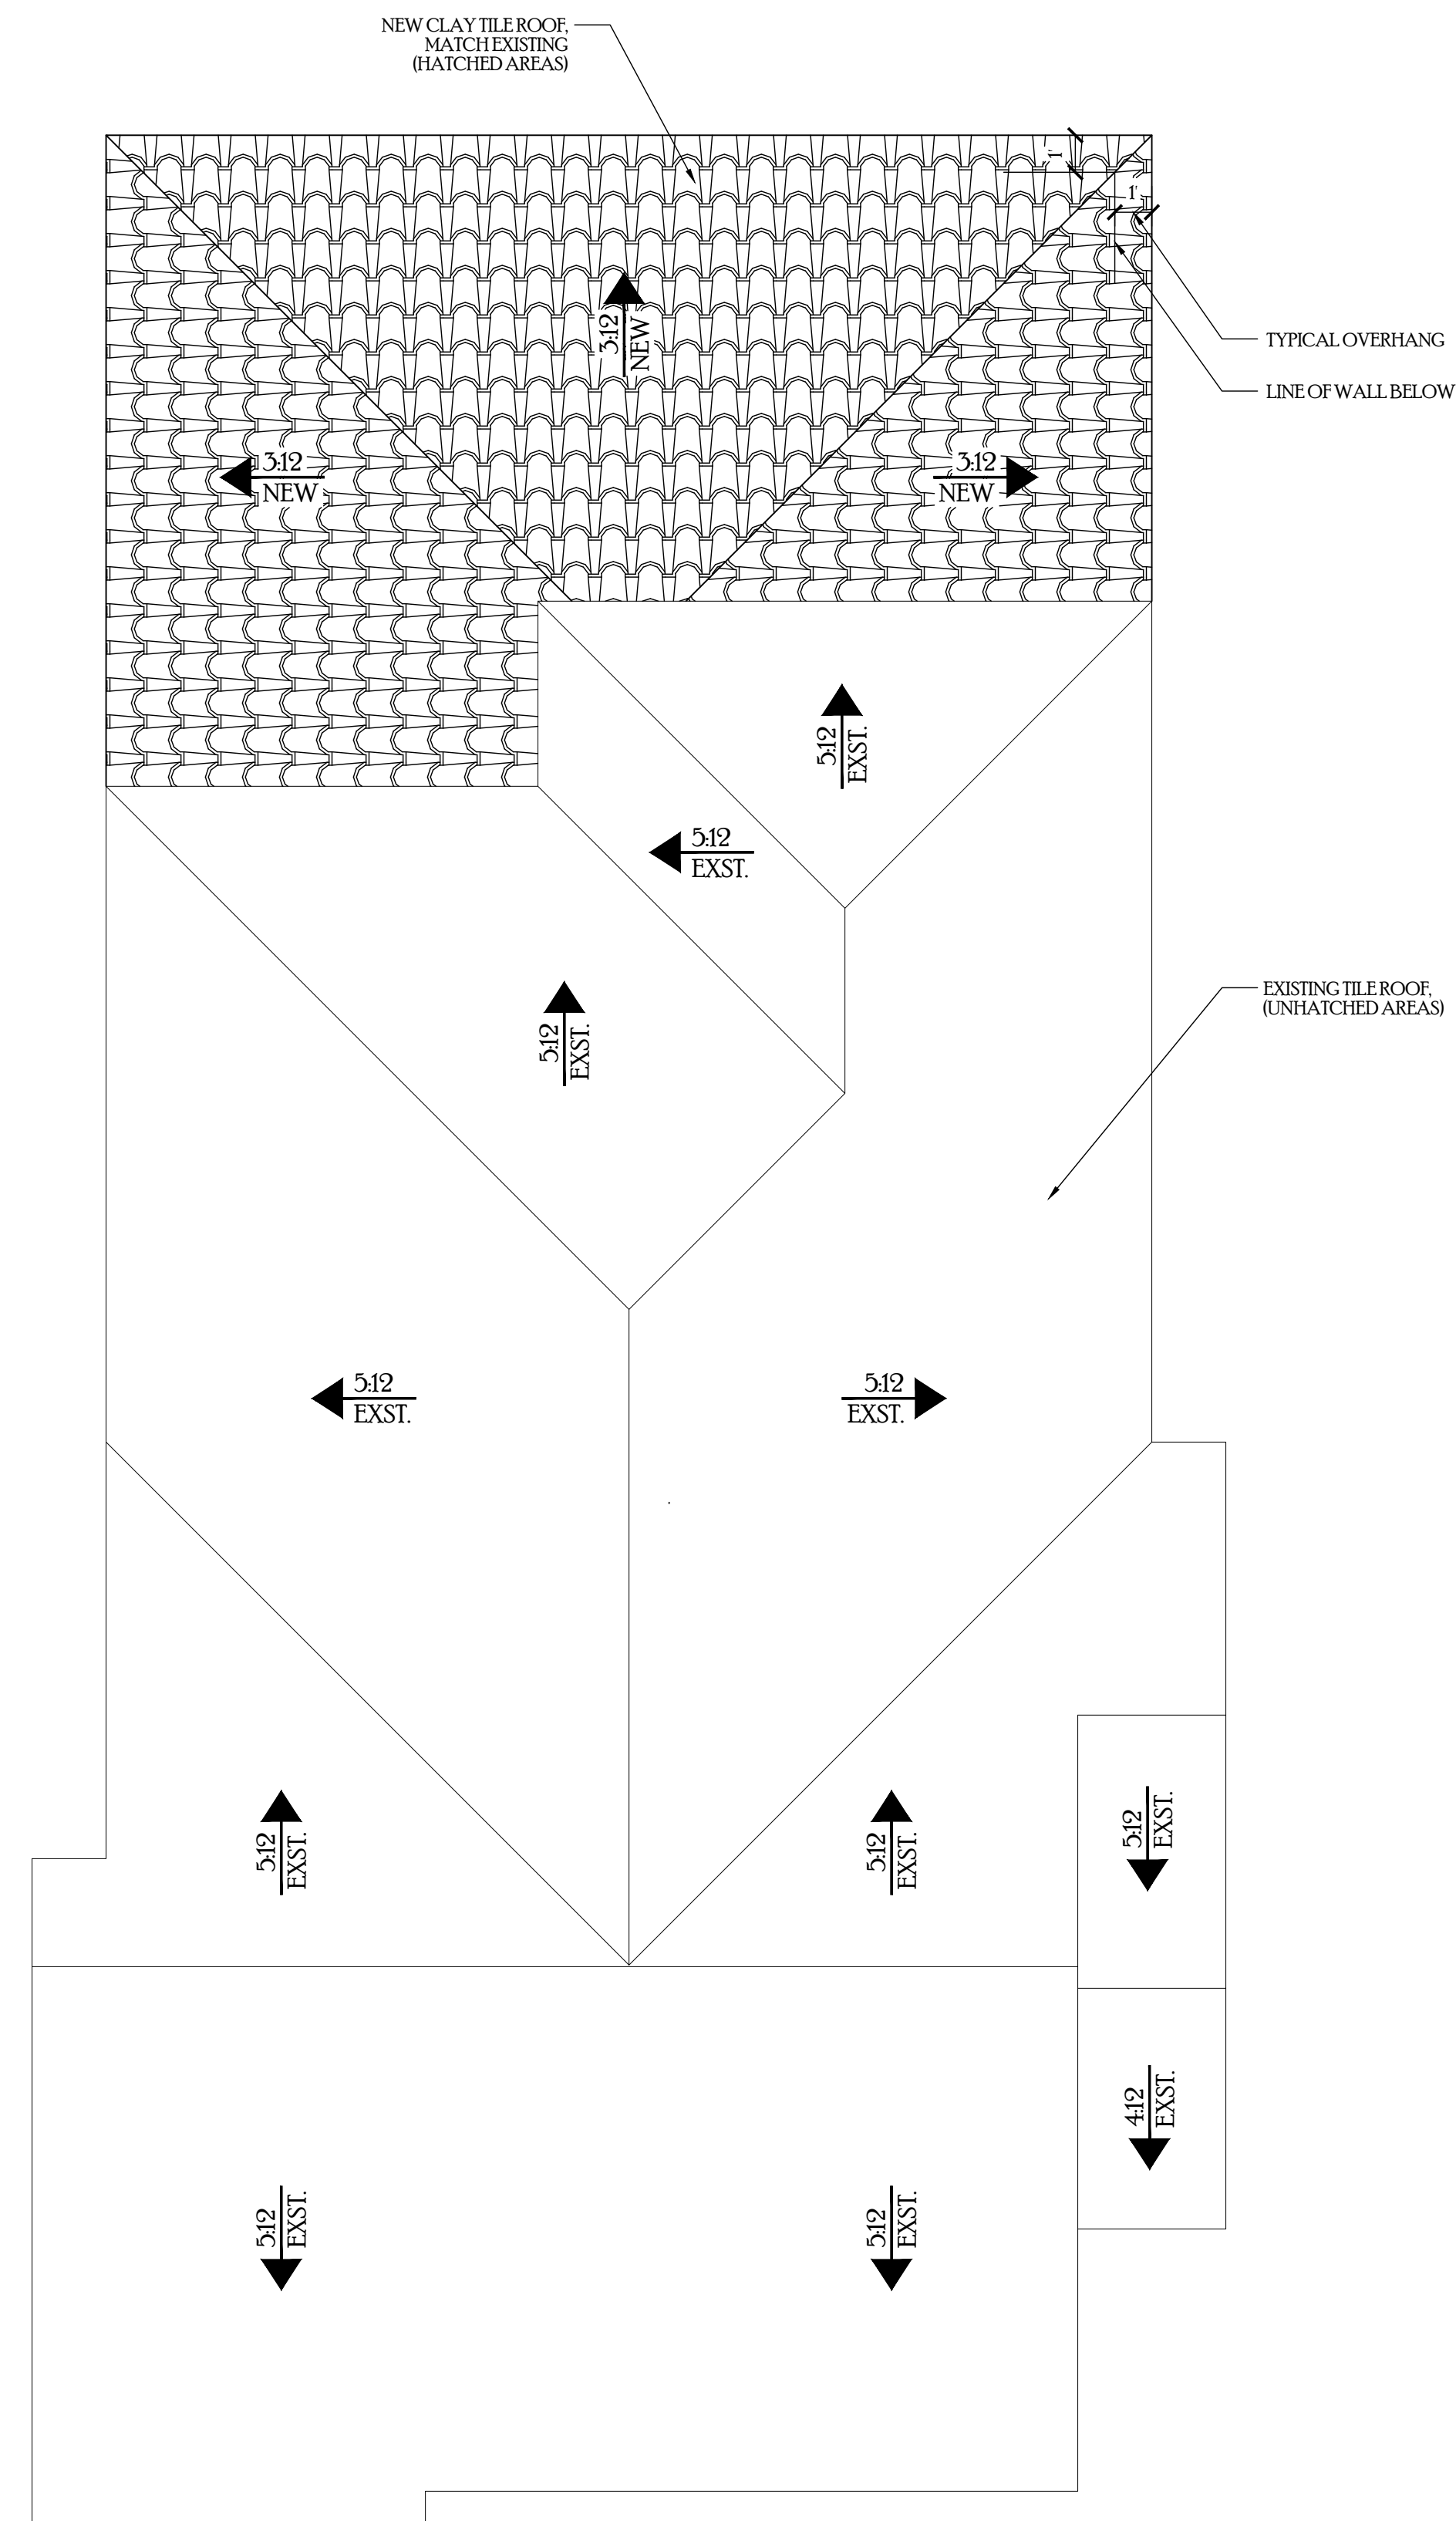 NEW CLAY TILE ROOF,
MATCH EXISTING
(HATCHED AREAS)
1'
1'
TYPICAL OVERHANG
LINE OF WALL BELOW
3:12
NEW
3:12
NEW
3:12
NEW
5:12
EXST.
5:12
EXST.
EXISTING TILE ROOF,
(UNHATCHED AREAS)
5:12
EXST.
5:12
EXST.
5:12
EXST.
5:12
EXST.
5:12
EXST.
5:12
EXST.
4:12
EXST.
5:12
EXST.
5:12
EXST.